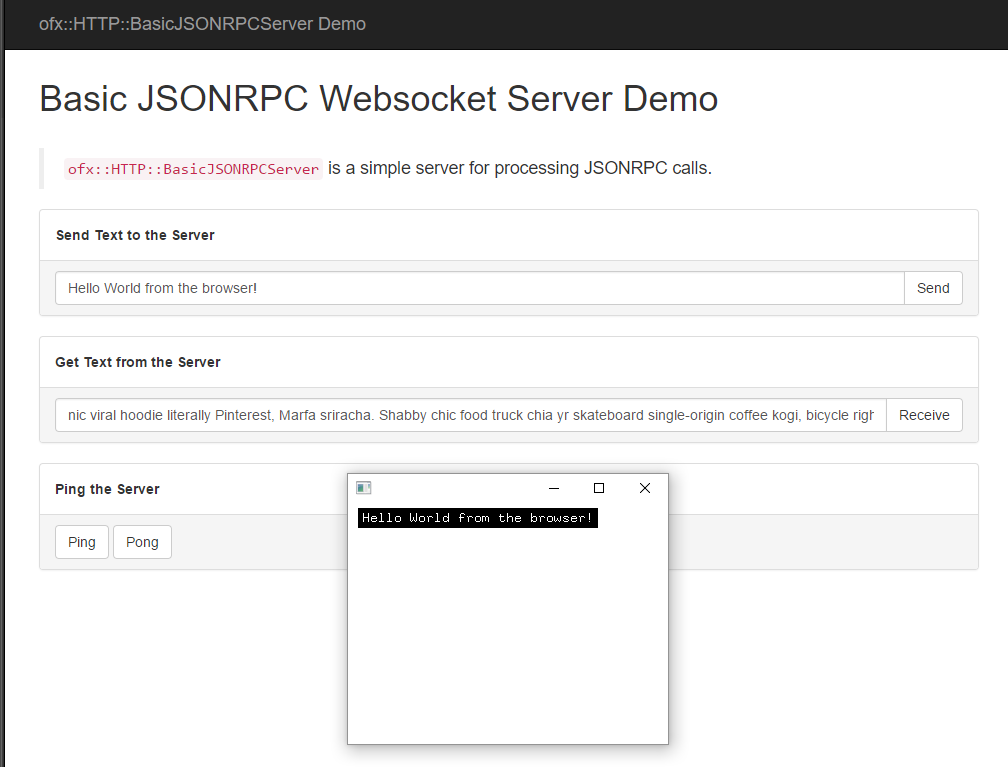 ofx::HTTP::BasicJSONRPCServer Demo
Basic JSONRPC Websocket Server Demo
ofx::HTTP::BasicJSONRPCServer is a simple server for processing JSONRPC calls.
Send Text to the Server
Hello World from the browser! Send
Get Text from the Server
nic viral hoodie literally Pinterest, Marfa sriracha. Shabby chic food truck chia yr skateboard single-origin coffee kogi, bicycle righ Receive
Ping the Server
Ping Pong
Hello World from the browser!